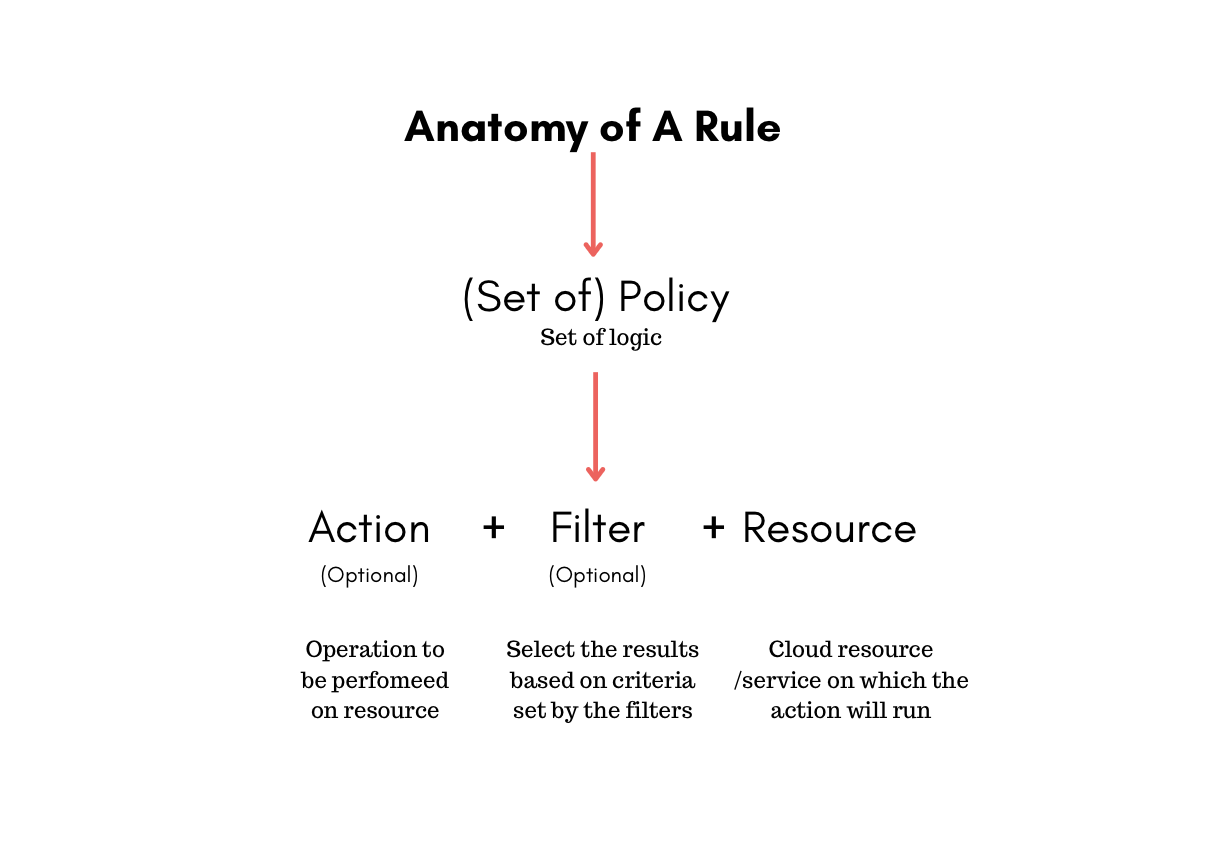 Anatomy of A Rule
(Set of) Policy
Set of logic
Action + Filter + Resource
(Optional) (Optional)
Operation to
be perfomeed
on resource
Select the results
based on criteria
set by the filters
Cloud resource
/service on which the
action will run